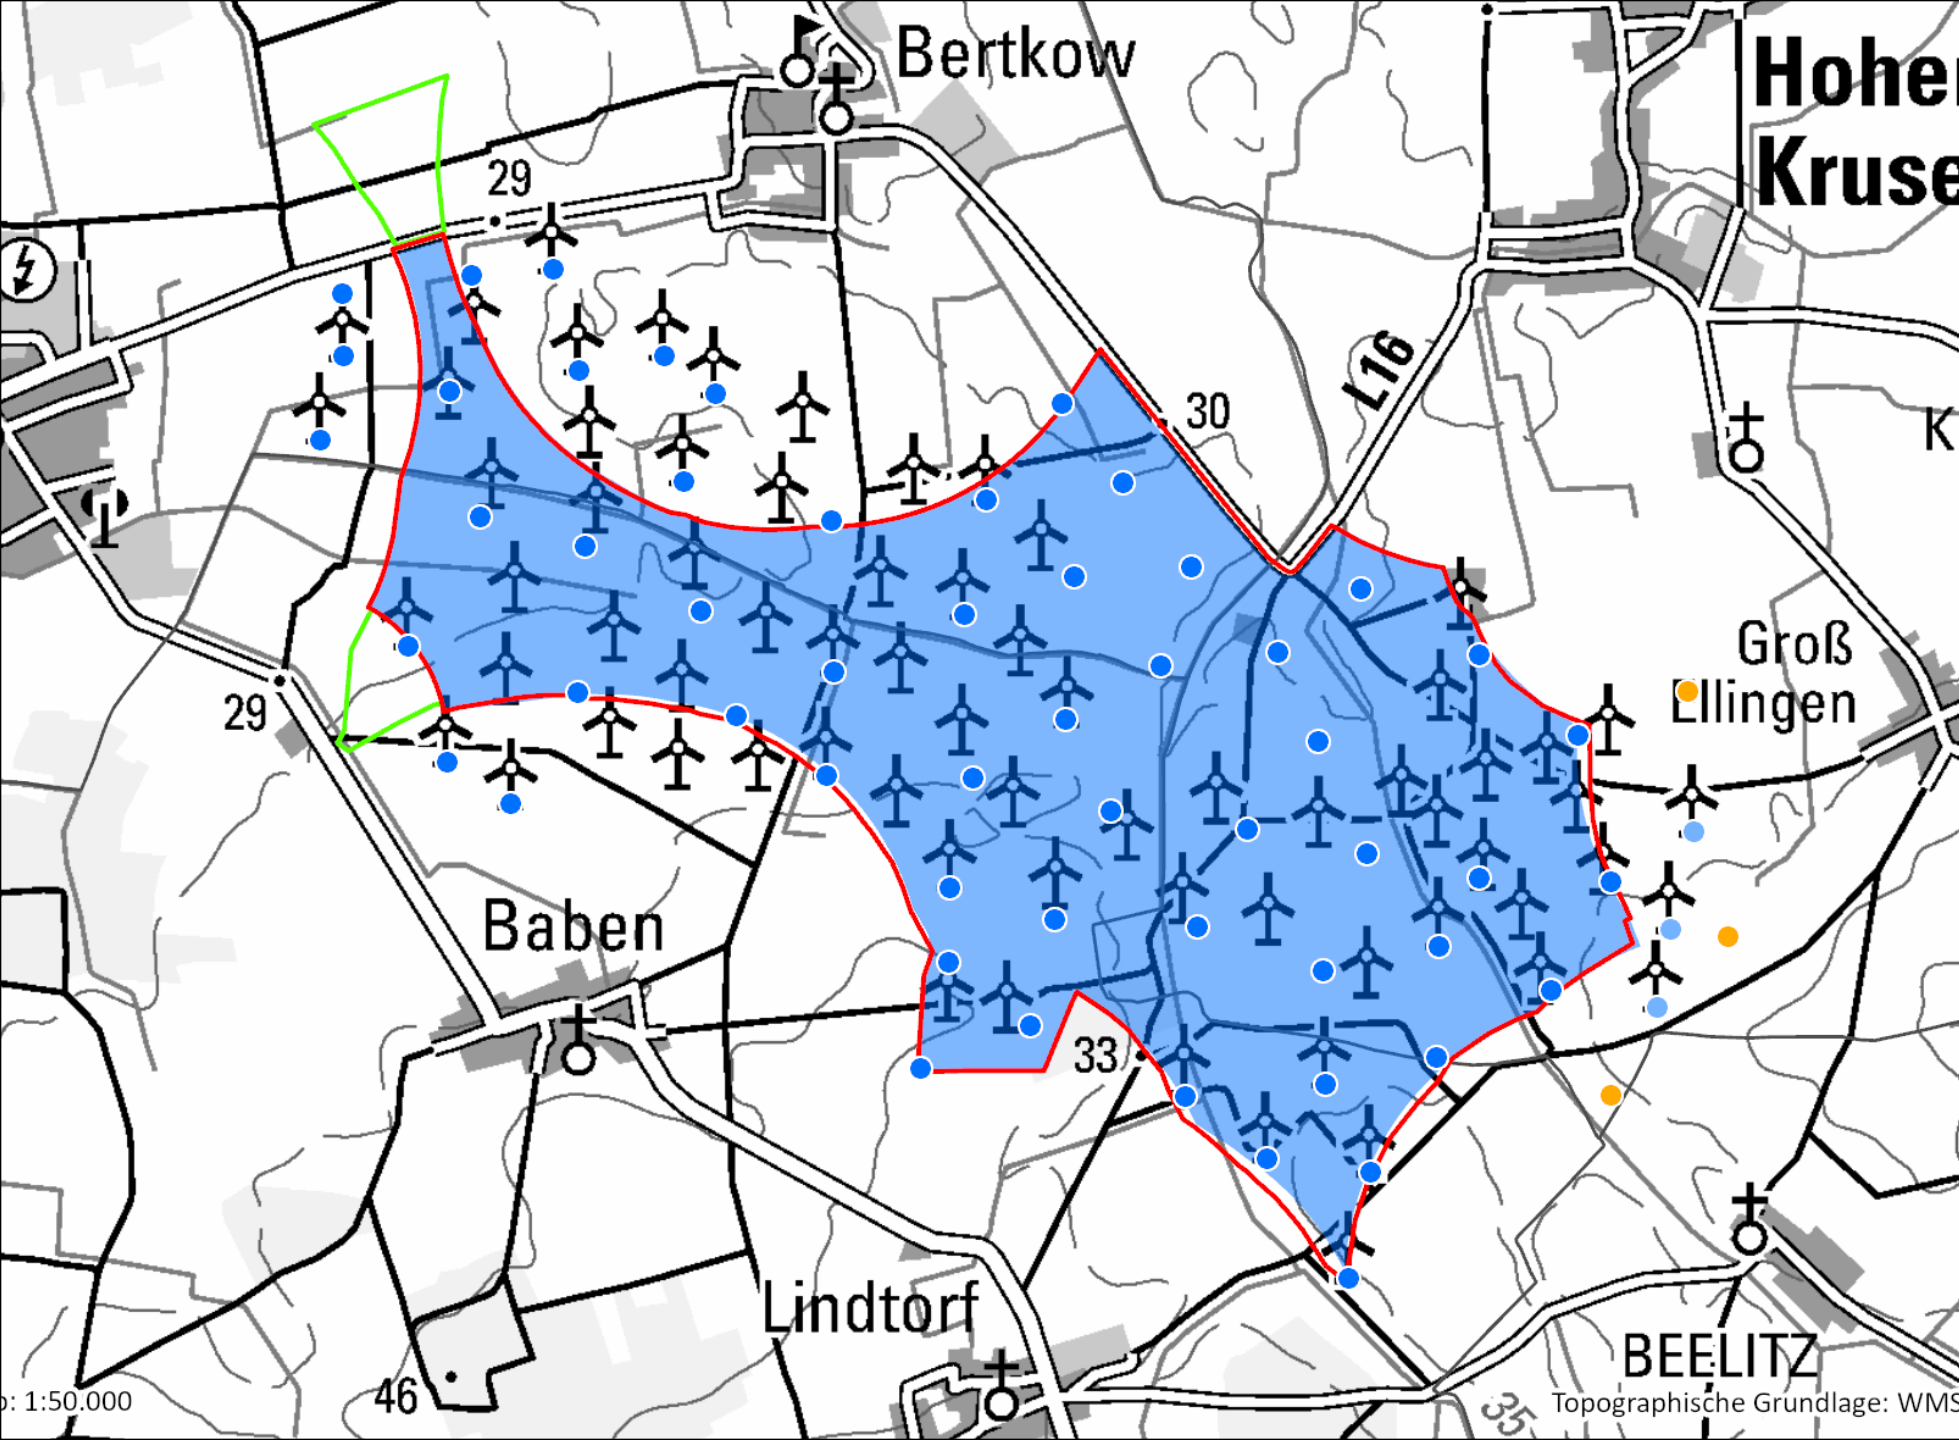 Bertkow
Hohe
Kruse
29
L16
30
K
Groß
Ellingen
29
Baben
33
Lindtorf
BEELITZ
46
35
: 1:50.000
Topographische Grundlage: WMS